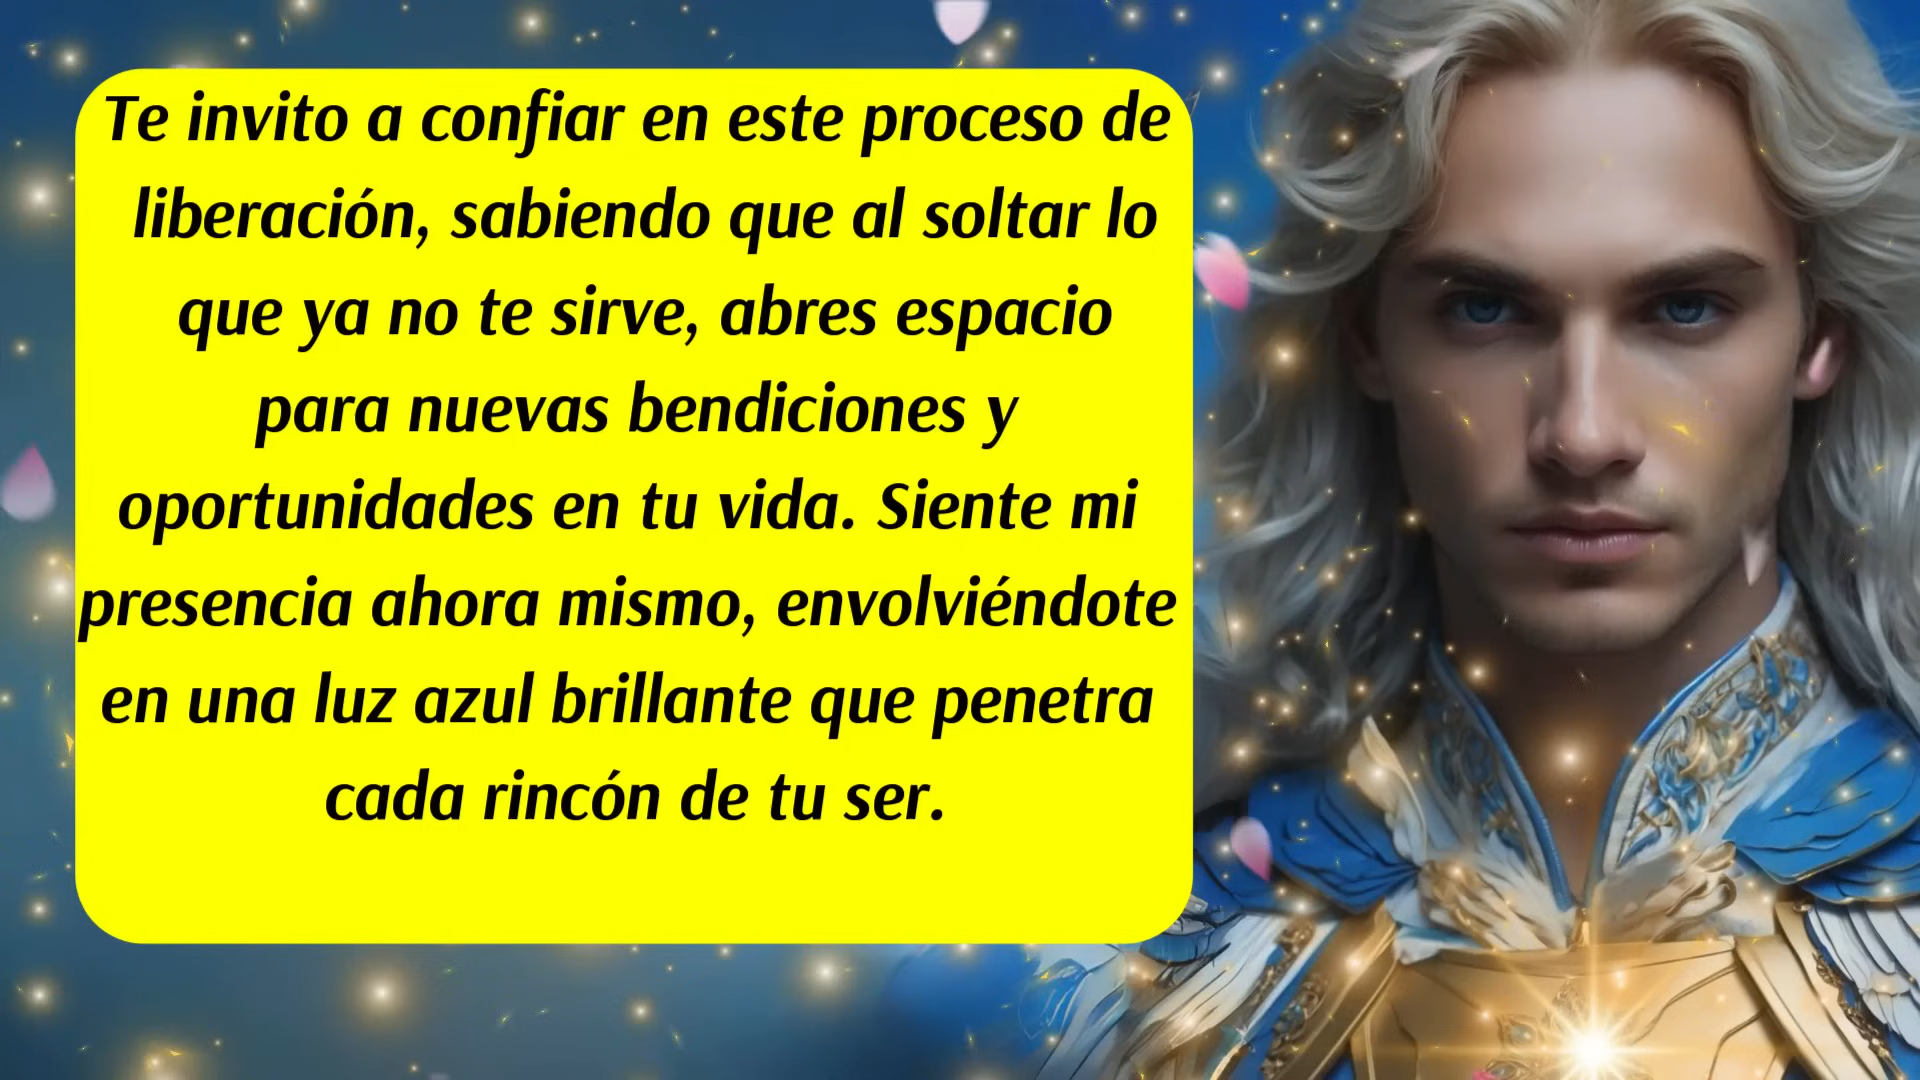 Te invito a confiar en este proceso de
liberación, sabiendo que al soltar lo
que ya no te sirve, abres espacio
para nuevas bendiciones y
oportunidades en tu vida. Siente mi
presencia ahora mismo, envolviéndote
en una luz azul brillante que penetra
cada rincón de tu ser.